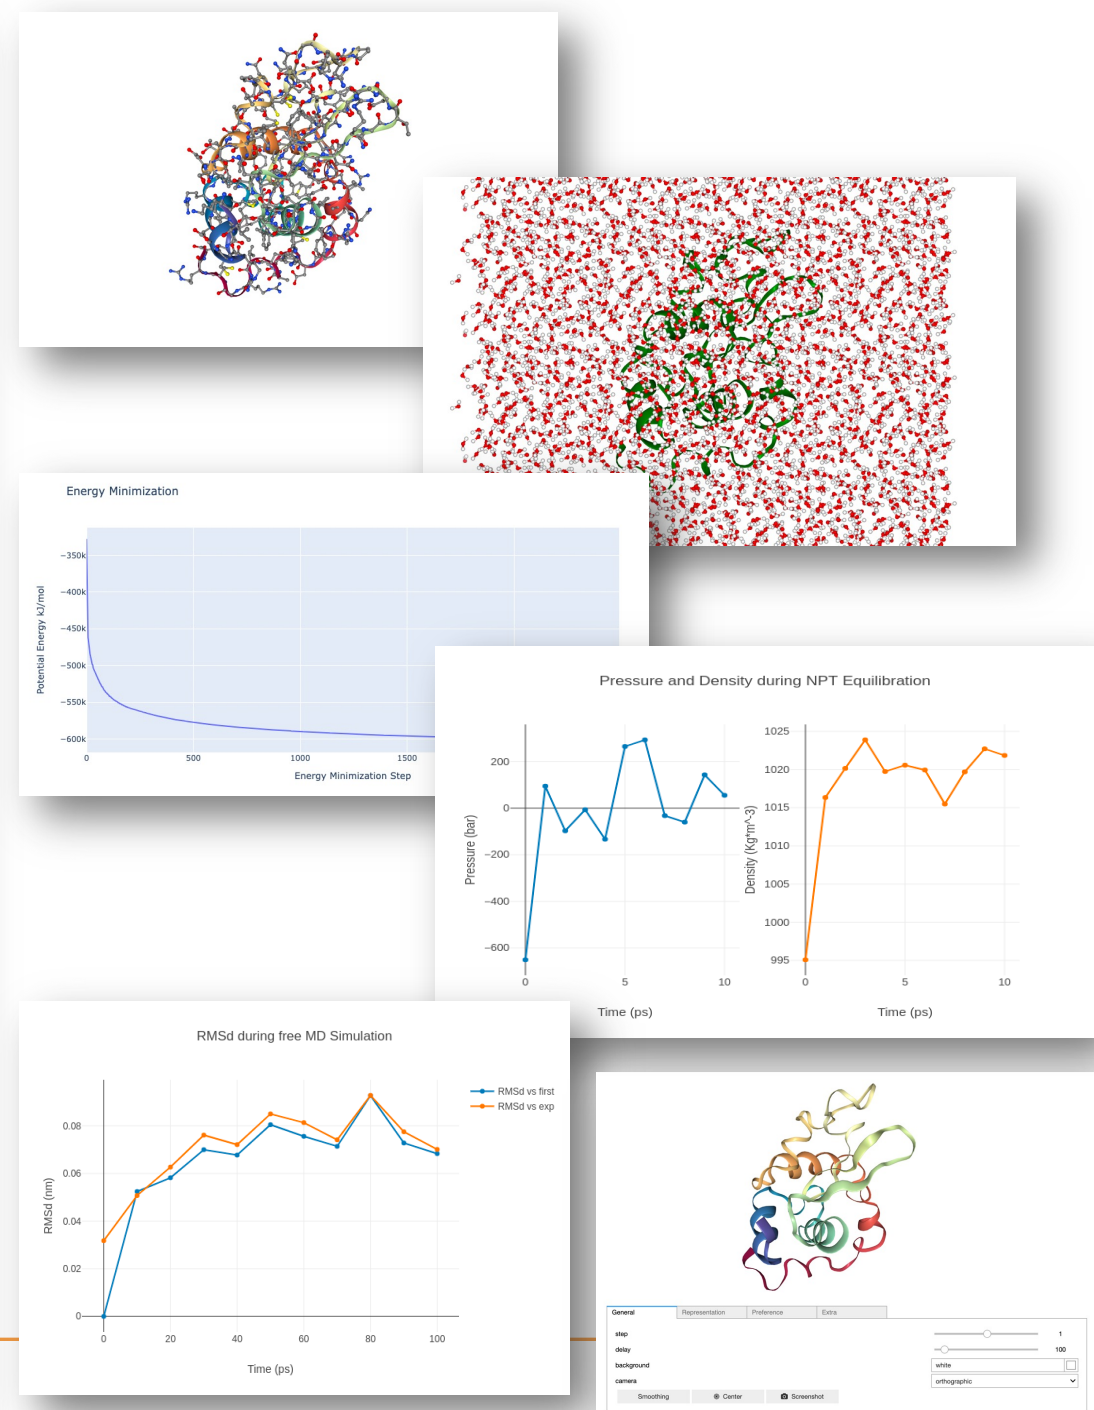 Energy Minimization
−350k
−400k
−450k
−500k
−550k
−600k
Potential Energy kJ/mol
0
500
1000
1500
Energy Minimization Step
Pressure and Density during NPT Equilibration
200
0
−200
−400
−600
Pressure (bar)
0
5
10
Time (ps)
1025
1020
1015
1010
1005
1000
995
Density (Kg*m^-3)
0
5
10
Time (ps)
RMSd during free MD Simulation
RMSd vs first
RMSd vs exp
0.08
0.06
0.04
0.02
0
RMSd (nm)
0
20
40
60
80
100
Time (ps)
General
Representation
Preference
Extra
step
1
delay
100
background
white
camera
orthographic
Smoothing
Center
Screenshot